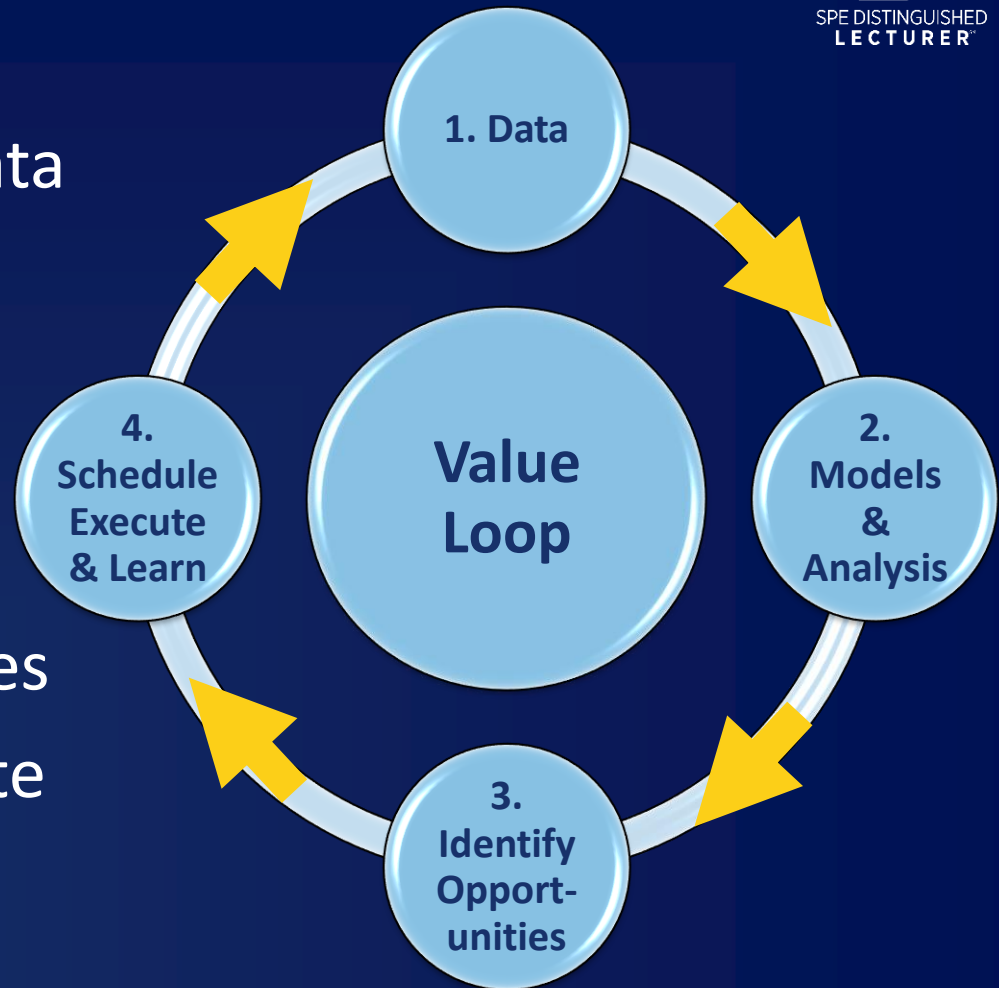 SPE DISTINGUISHED
LECTURER
1. Data
Value
Loop
2.
Models
&
Analysis
3.
Identify
Opport-
unities
4.
Schedule
Execute
& Learn